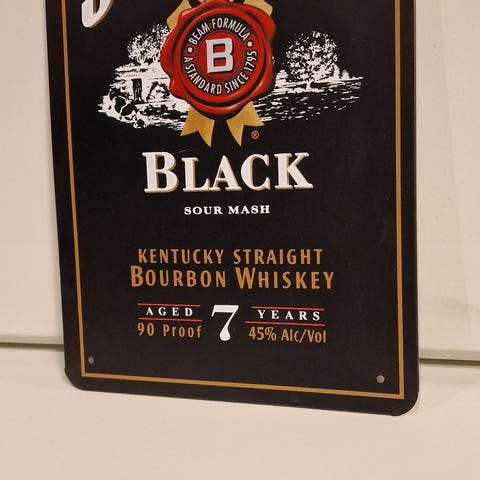 BEAM FORMULA
B
A STANDARD SINCE 1795
®
BLACK
SOUR MASH
KENTUCKY STRAIGHT
BOURBON WHISKEY
AGED 7 YEARS
90 Proof 45% Alc/Vol